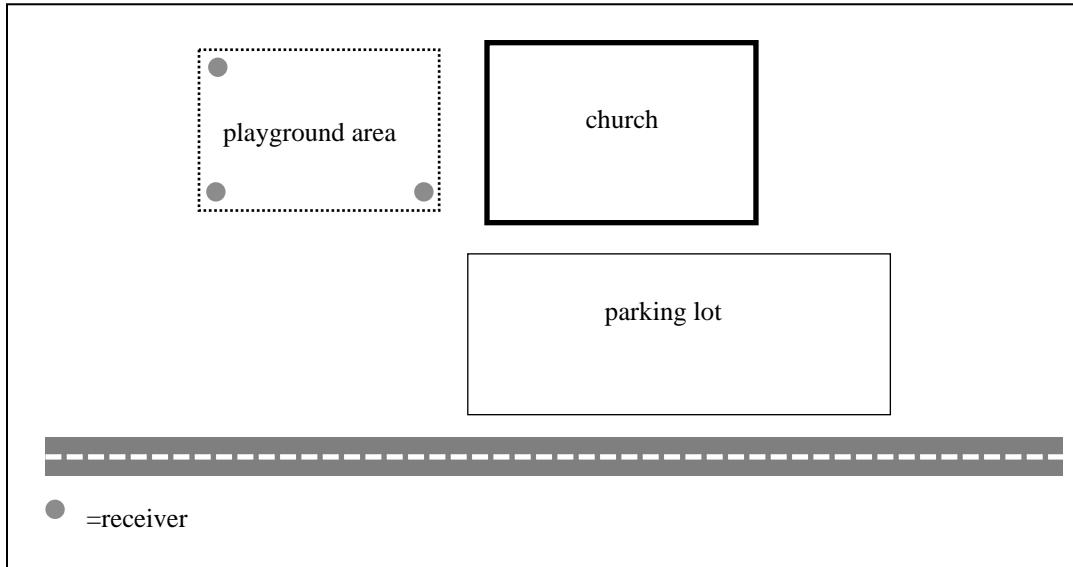 church
playground area
parking lot
=receiver